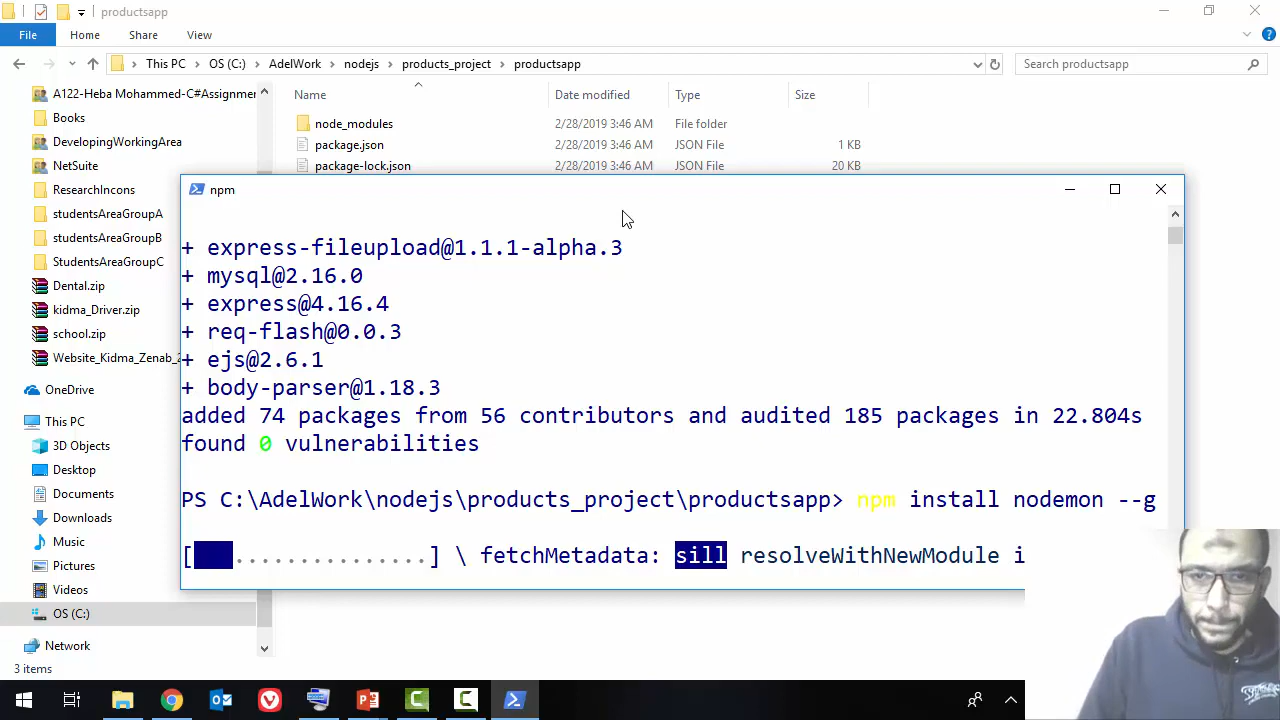 productsapp
File
Home
Share
View
This PC
OS (C:)
AdelWork
nodejs
products_project
productsapp
Search productsapp
A122-Heba Mohammed-C#Assignmer
Books
DevelopingWorkingArea
NetSuite
ResearchIncons
studentsAreaGroupA
studentsAreaGroupB
StudentsAreaGroupC
Dental.zip
kidma_Driver.zip
school.zip
Website_Kidma_Zenab_2
OneDrive
This PC
3D Objects
Desktop
Documents
Downloads
Music
Pictures
Videos
OS (C:)
Network
3 items
Name Date modified Type Size
node_modules 2/28/2019 3:46 AM File folder
package.json 2/28/2019 3:46 AM JSON File 1 KB
package-lock.json 2/28/2019 3:46 AM JSON File 20 KB
npm
+ express-fileupload@1.1.1-alpha.3
+ mysql@2.16.0
+ express@4.16.4
+ req-flash@0.0.3
+ ejs@2.6.1
+ body-parser@1.18.3
added 74 packages from 56 contributors and audited 185 packages in 22.804s
found 0 vulnerabilities
PS C:\AdelWork\nodejs\products_project\productsapp> npm install nodemon --g
[ ...............] \ fetchMetadata: sill resolveWithNewModule i